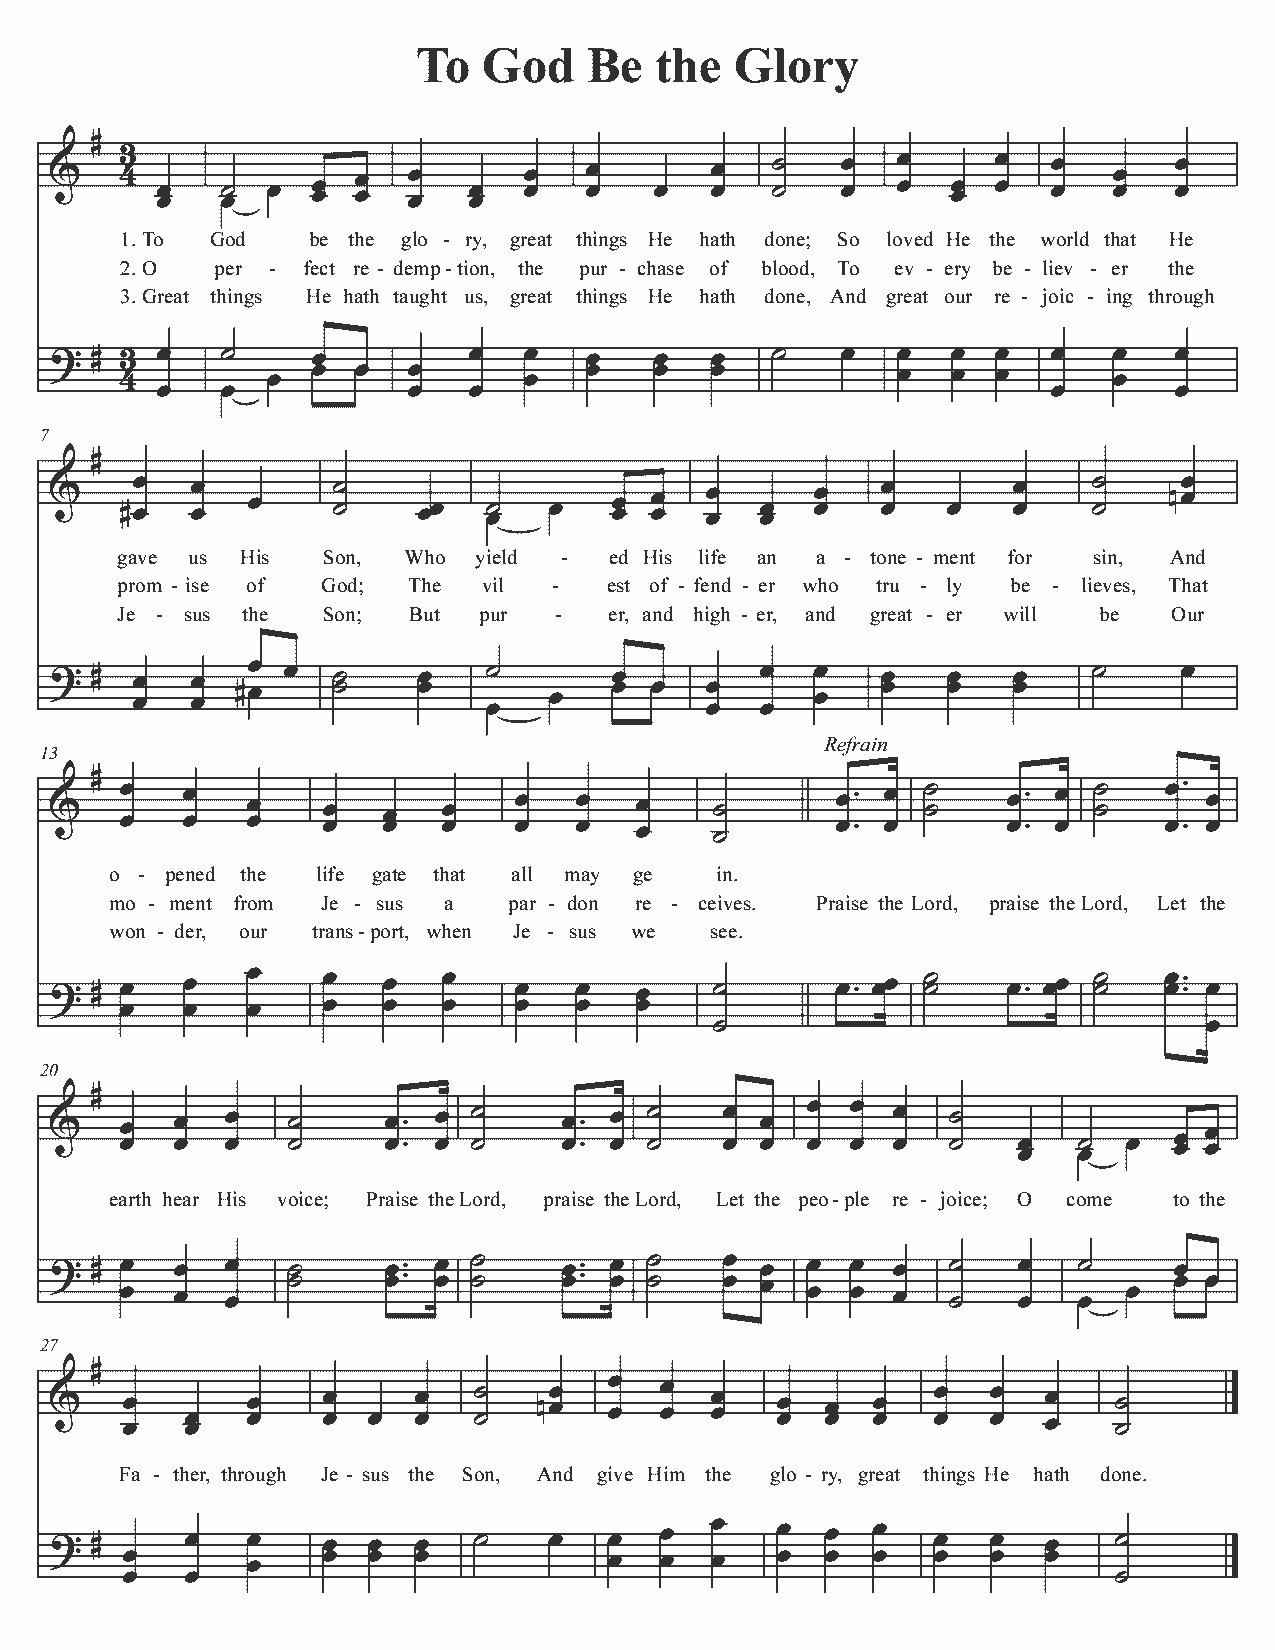 To God Be the Glory
1. To God be the glo - ry, great things He hath done; So loved He the world that He
2. O per - fect re - demp - tion, the pur - chase of blood, To ev - ery be - liev - er the
3. Great things He hath taught us, great things He hath done, And great our re - joic - ing through
7
gave us His Son, Who yield - ed His life an a - tone - ment for sin, And
prom - ise of God; The vil - est of - fend - er who tru - ly be - lieves, That
Je - sus the Son; But pur - er, and high - er, and great - er will be Our
13
Refrain
o - pened the life gate that all may ge in.
mo - ment from Je - sus a par - don re - ceives. Praise the Lord, praise the Lord, Let the
won - der, our trans - port, when Je - sus we see.
20
earth hear His voice; Praise the Lord, praise the Lord, Let the peo - ple re - joice; O come to the
27
Fa - ther, through Je - sus the Son, And give Him the glo - ry, great things He hath done.